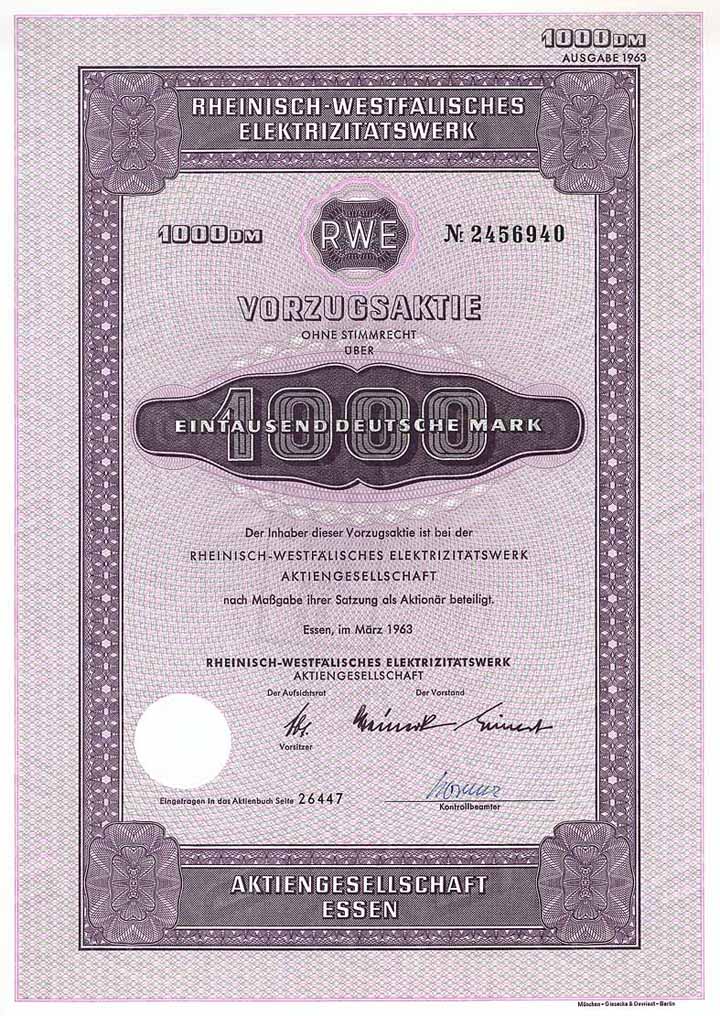 1000 DM
AUSGABE 1963
RHEINISCH-WESTFÄLISCHES
ELEKTRIZITÄTSWERK
1000 DM
RWE
№ 2456940
VORZUGSAKTIE
OHNE STIMMRECHT
ÜBER
1000
EINTAUSEND DEUTSCHE MARK
Der Inhaber dieser Vorzugsaktie ist bei der
RHEINISCH-WESTFÄLISCHES ELEKTRIZITÄTSWERK
AKTIENGESELLSCHAFT
nach Maßgabe ihrer Satzung als Aktionär beteiligt.
Essen, im März 1963
RHEINISCH-WESTFÄLISCHES ELEKTRIZITÄTSWERK
AKTIENGESELLSCHAFT
Der Aufsichtsrat Der Vorstand
Vorsitzer
Eingetragen in das Aktienbuch Seite 26447
Kontrollbeamter
AKTIENGESELLSCHAFT
ESSEN
München - Giesecke & Devrient - Berlin